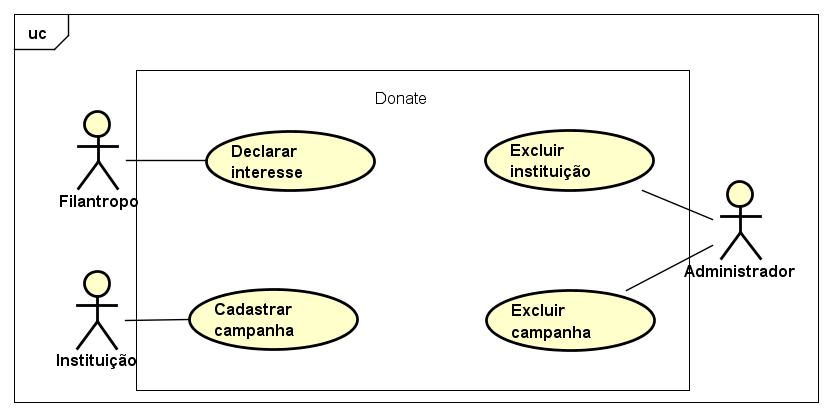 uc
Donate
Declarar
interesse
Excluir
instituição
Filantropo
Administrador
Cadastrar
campanha
Excluir
campanha
Instituição